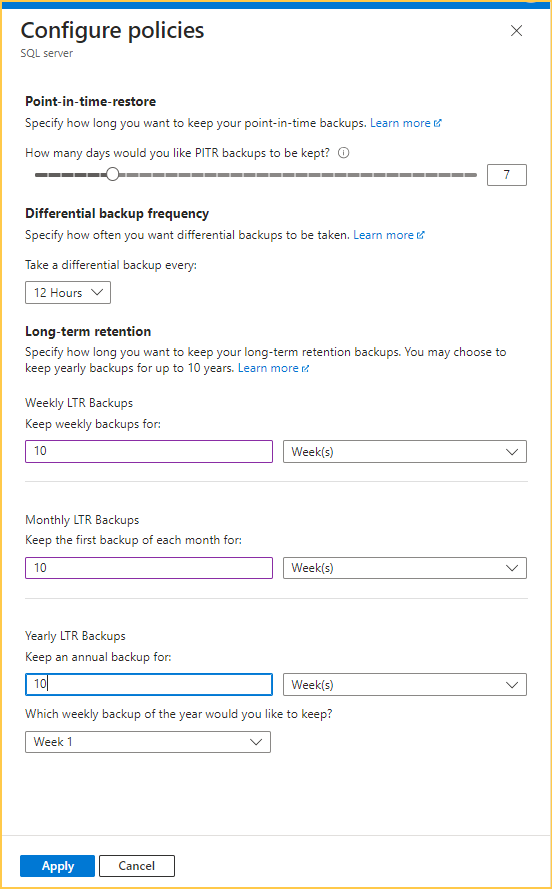 Configure policies
SQL server
Point-in-time-restore
Specify how long you want to keep your point-in-time backups. Learn more
How many days would you like PITR backups to be kept?
7
Differential backup frequency
Specify how often you want differential backups to be taken. Learn more
Take a differential backup every:
12 Hours
Long-term retention
Specify how long you want to keep your long-term retention backups. You may choose to
keep yearly backups for up to 10 years. Learn more
Weekly LTR Backups
Keep weekly backups for:
10 Week(s)
Monthly LTR Backups
Keep the first backup of each month for:
10 Week(s)
Yearly LTR Backups
Keep an annual backup for:
10 Week(s)
Which weekly backup of the year would you like to keep?
Week 1
Apply Cancel